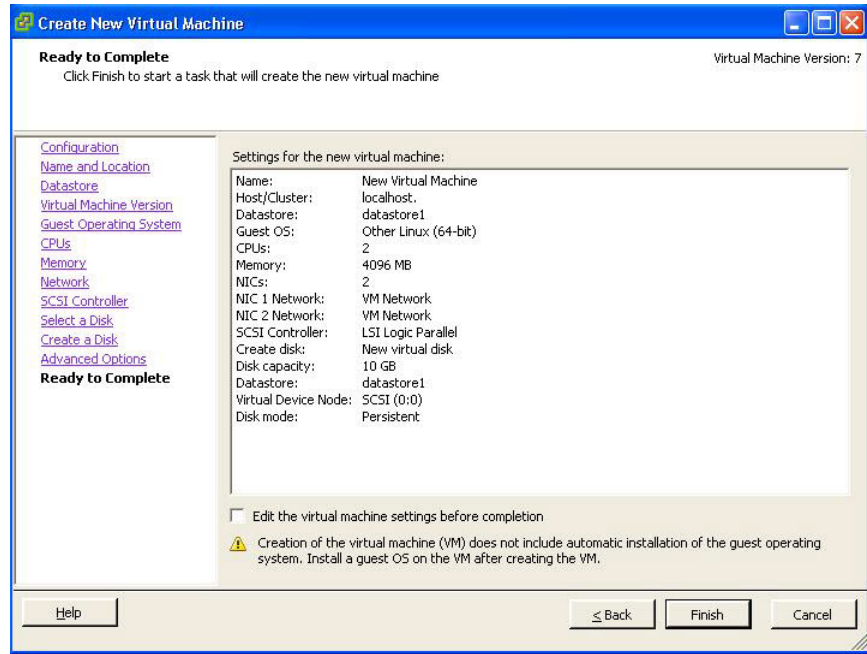 Create New Virtual Machine
Ready to Complete
Click Finish to start a task that will create the new virtual machine
Virtual Machine Version: 7
Configuration
Name and Location
Datastore
Virtual Machine Version
Guest Operating System
CPUs
Memory
Network
SCSI Controller
Select a Disk
Create a Disk
Advanced Options
Ready to Complete
Settings for the new virtual machine:
Name: New Virtual Machine
Host/Cluster: localhost.
Datastore: datastore1
Guest OS: Other Linux (64-bit)
CPUs: 2
Memory: 4096 MB
NICs: 2
NIC 1 Network: VM Network
NIC 2 Network: VM Network
SCSI Controller: LSI Logic Parallel
Create disk: New virtual disk
Disk capacity: 10 GB
Datastore: datastore1
Virtual Device Node: SCSI (0:0)
Disk mode: Persistent
Edit the virtual machine settings before completion
Creation of the virtual machine (VM) does not include automatic installation of the guest operating
system. Install a guest OS on the VM after creating the VM.
Help
< Back
Finish
Cancel